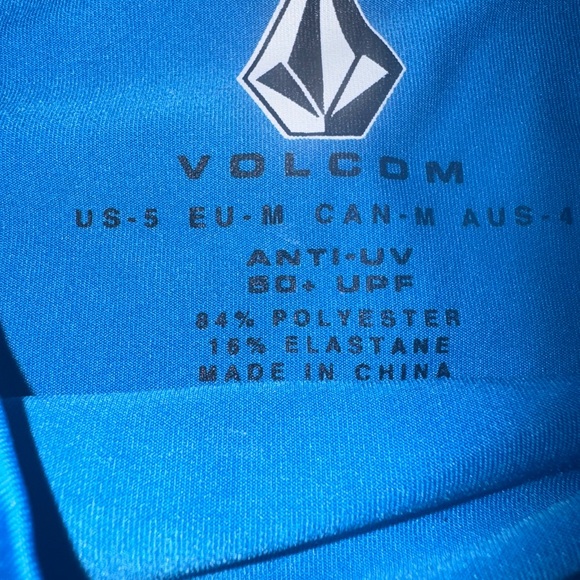 VOLCOM
US-5 EU-M CAN-M AUS-4
ANTI-UV
50+ UPF
84% POLYESTER
16% ELASTANE
MADE IN CHINA